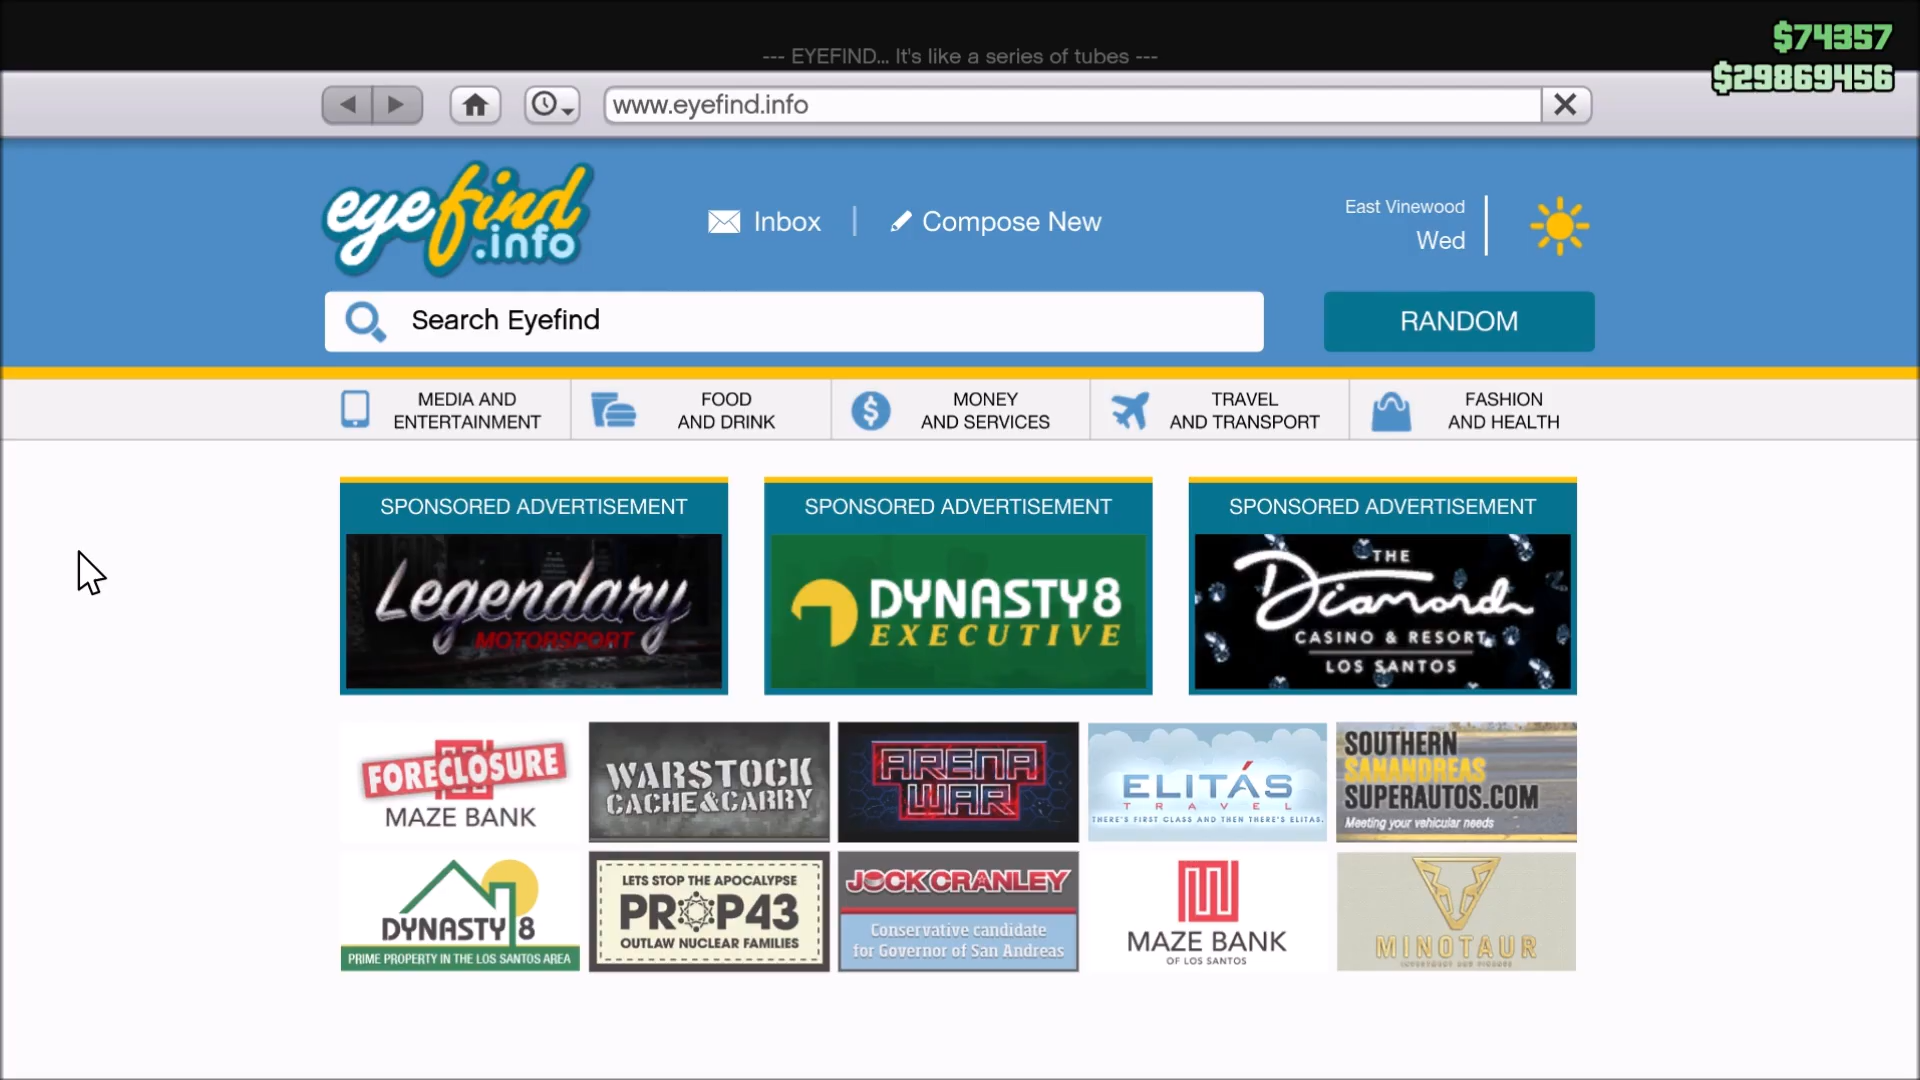 $74357
--- EYEFIND... It's like a series of tubes ---
$29869456
www.eyefind.info
eyefind
.info
Inbox
Compose New
East Vinewood
Wed
Search Eyefind
RANDOM
MEDIA AND
ENTERTAINMENT
FOOD
AND DRINK
MONEY
AND SERVICES
TRAVEL
AND TRANSPORT
FASHION
AND HEALTH
SPONSORED ADVERTISEMENT
Legendary
MOTORSPORT
SPONSORED ADVERTISEMENT
DYNASTY8
EXECUTIVE
SPONSORED ADVERTISEMENT
THE
Diamond
CASINO & RESORT
LOS SANTOS
FORECLOSURE
MAZE BANK
WARSTOCK
CACHE&CARRY
ARENA
WAR
ELITÁS
TRAVEL
THERE'S FIRST CLASS AND THEN THERE'S ELITAS.
SOUTHERN
SANANDREAS
SUPERAUTOS.COM
Meeting your vehicular needs
DYNASTY 8
PRIME PROPERTY IN THE LOS SANTOS AREA
LETS STOP THE APOCALYPSE
PROP43
OUTLAW NUCLEAR FAMILIES
JOCK CRANLEY
Conservative candidate
for Governor of San Andreas
MAZE BANK
OF LOS SANTOS
MINOTAUR
INVESTMENT AND FINANCE